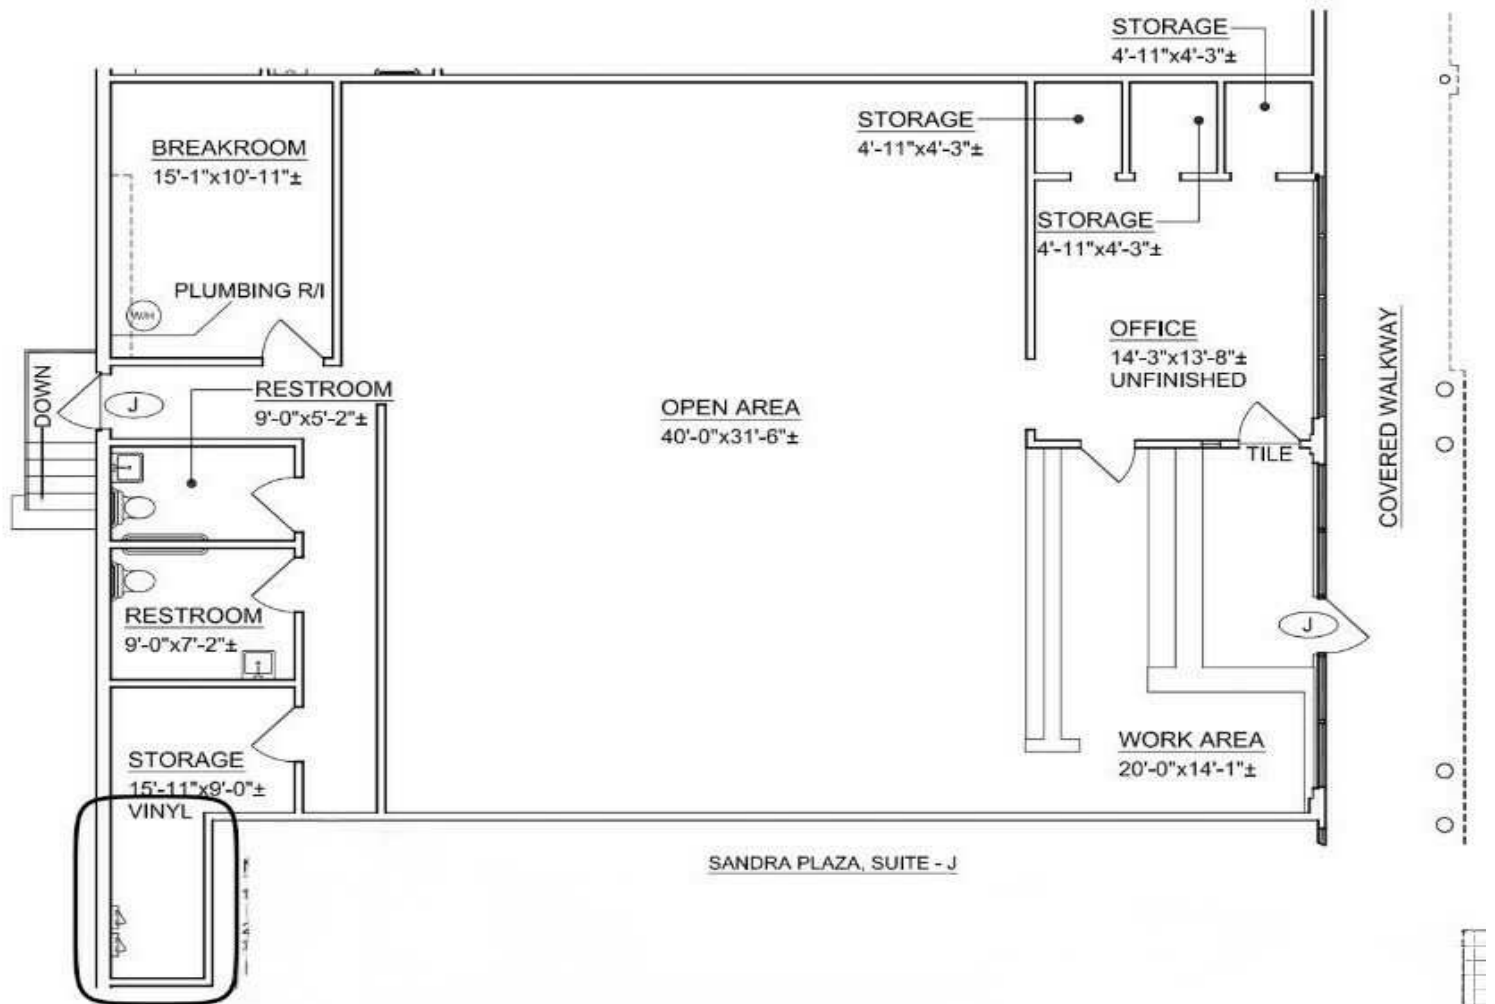 STORAGE
4'-11"x4'-3"±
STORAGE
4'-11"x4'-3"±
BREAKROOM
15'-1"x10'-11"±
STORAGE
4'-11"x4'-3"±
PLUMBING R/I
W/H
OFFICE
14'-3"x13'-8"±
UNFINISHED
COVERED WALKWAY
DOWN
J
RESTROOM
9'-0"x5'-2"±
OPEN AREA
40'-0"x31'-6"±
TILE
RESTROOM
9'-0"x7'-2"±
J
STORAGE
15'-11"x9'-0"±
VINYL
WORK AREA
20'-0"x14'-1"±
SANDRA PLAZA, SUITE - J